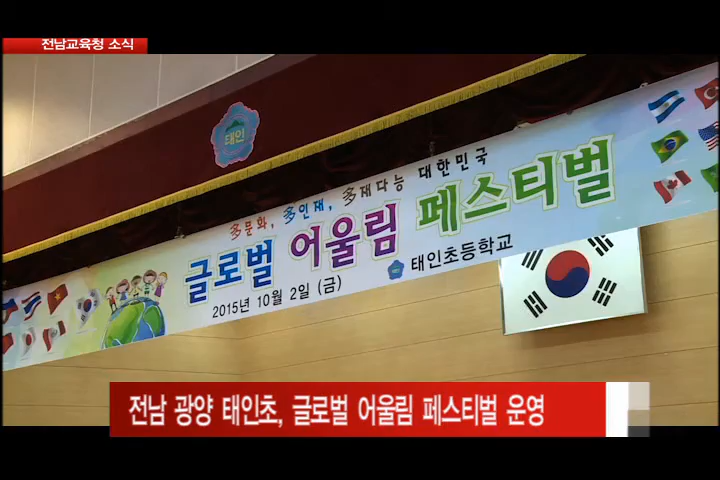 전남교육청 소식
태인
多문화, 多인재, 多재다능 대한민국
글로벌 어울림 페스티벌
2015년 10월 2일 (금)
태인초등학교
전남 광양 태인초, 글로벌 어울림 페스티벌 운영